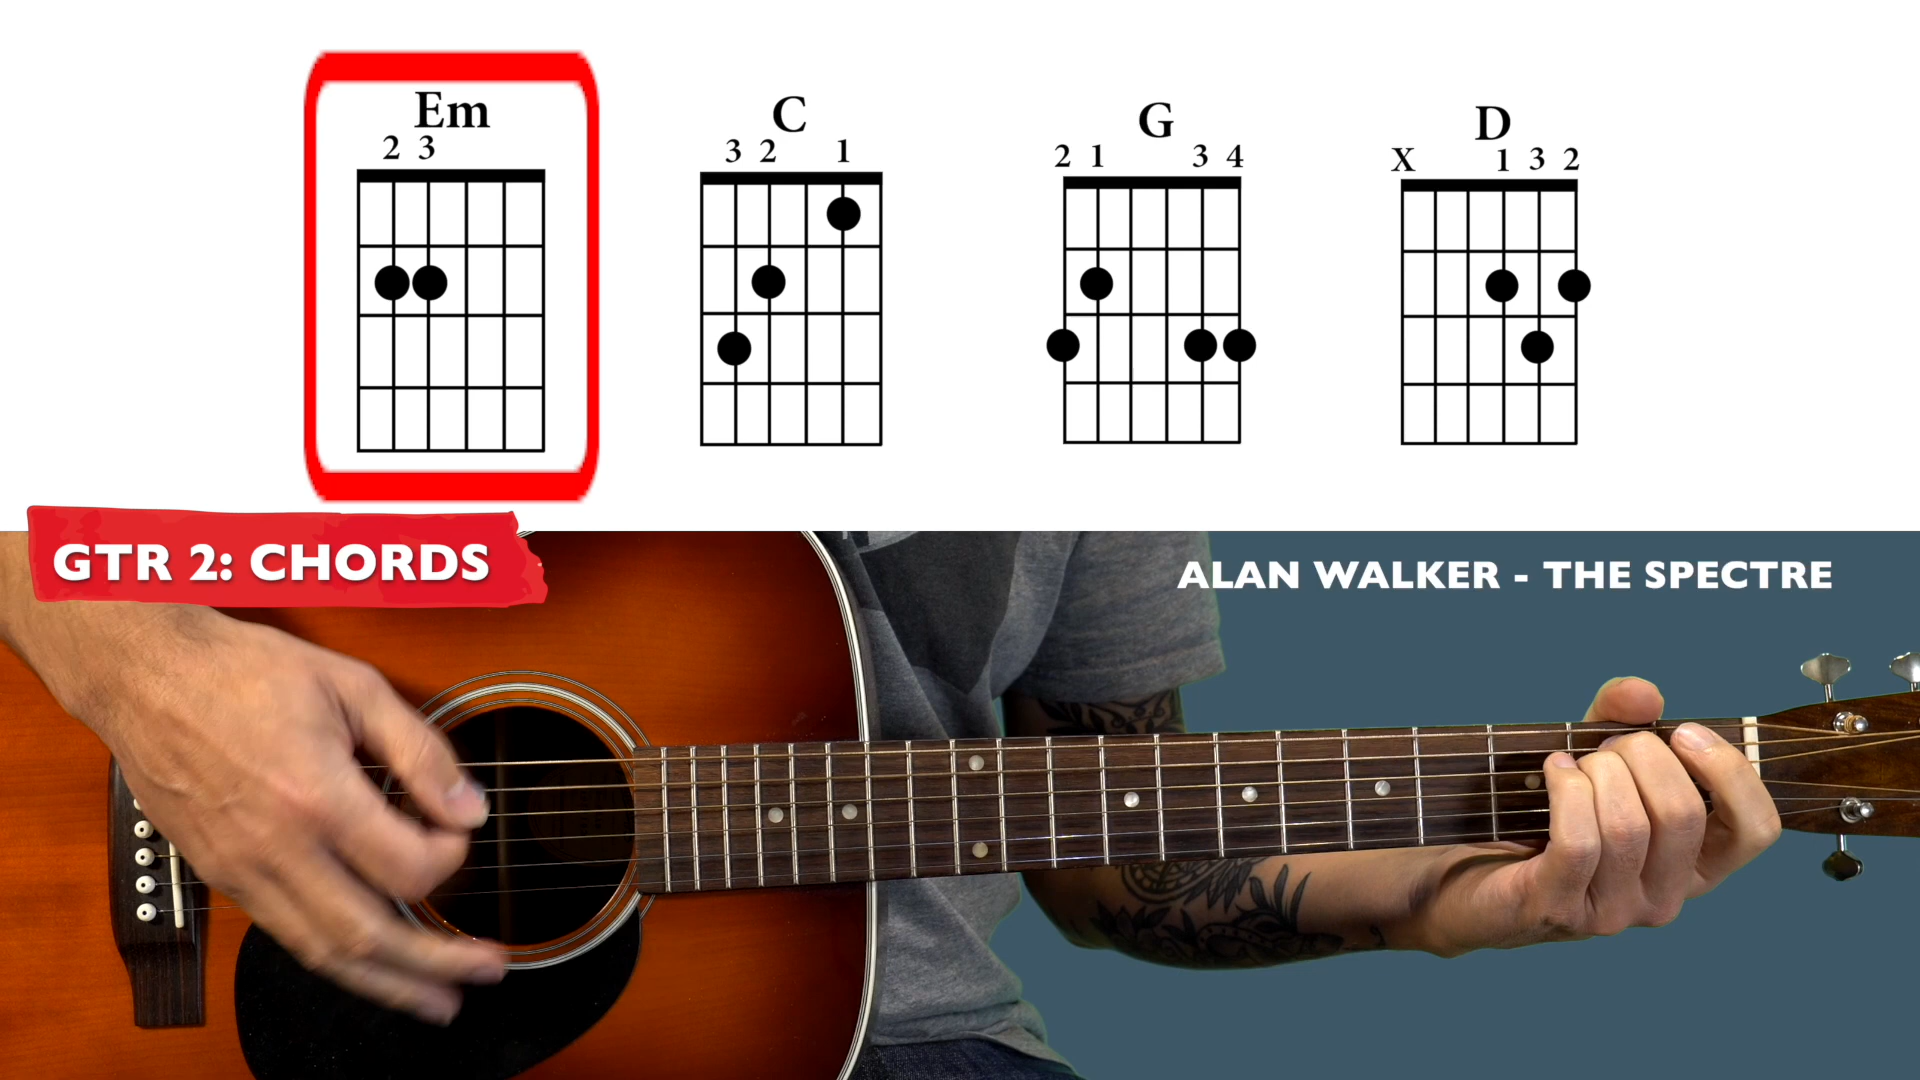 Em
2 3
C
3 2 1
G
2 1 3 4
D
X 1 3 2
GTR 2: CHORDS
ALAN WALKER - THE SPECTRE